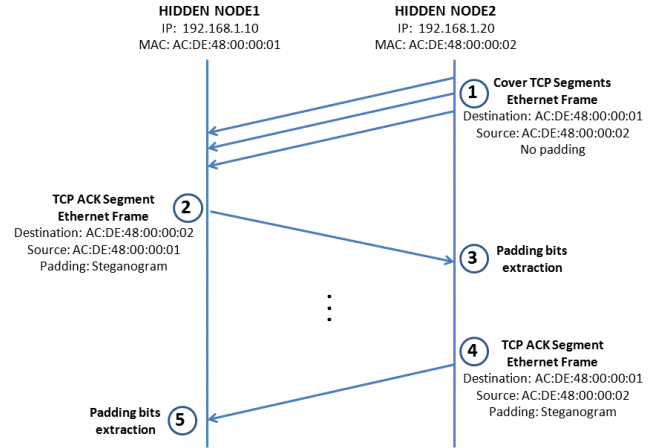 HIDDEN NODE1
IP:  192.168.1.10
MAC: AC:DE:48:00:00:01
HIDDEN NODE2
IP:  192.168.1.20
MAC: AC:DE:48:00:00:02
1
Cover TCP Segments
Ethernet Frame
Destination: AC:DE:48:00:00:01
Source: AC:DE:48:00:00:02
No padding
TCP ACK Segment
Ethernet Frame
Destination: AC:DE:48:00:00:02
Source: AC:DE:48:00:00:01
Padding: Steganogram
2
3
Padding bits
extraction
4
TCP ACK Segment
Ethernet Frame
Destination: AC:DE:48:00:00:01
Source: AC:DE:48:00:00:02
Padding: Steganogram
Padding bits
extraction
5